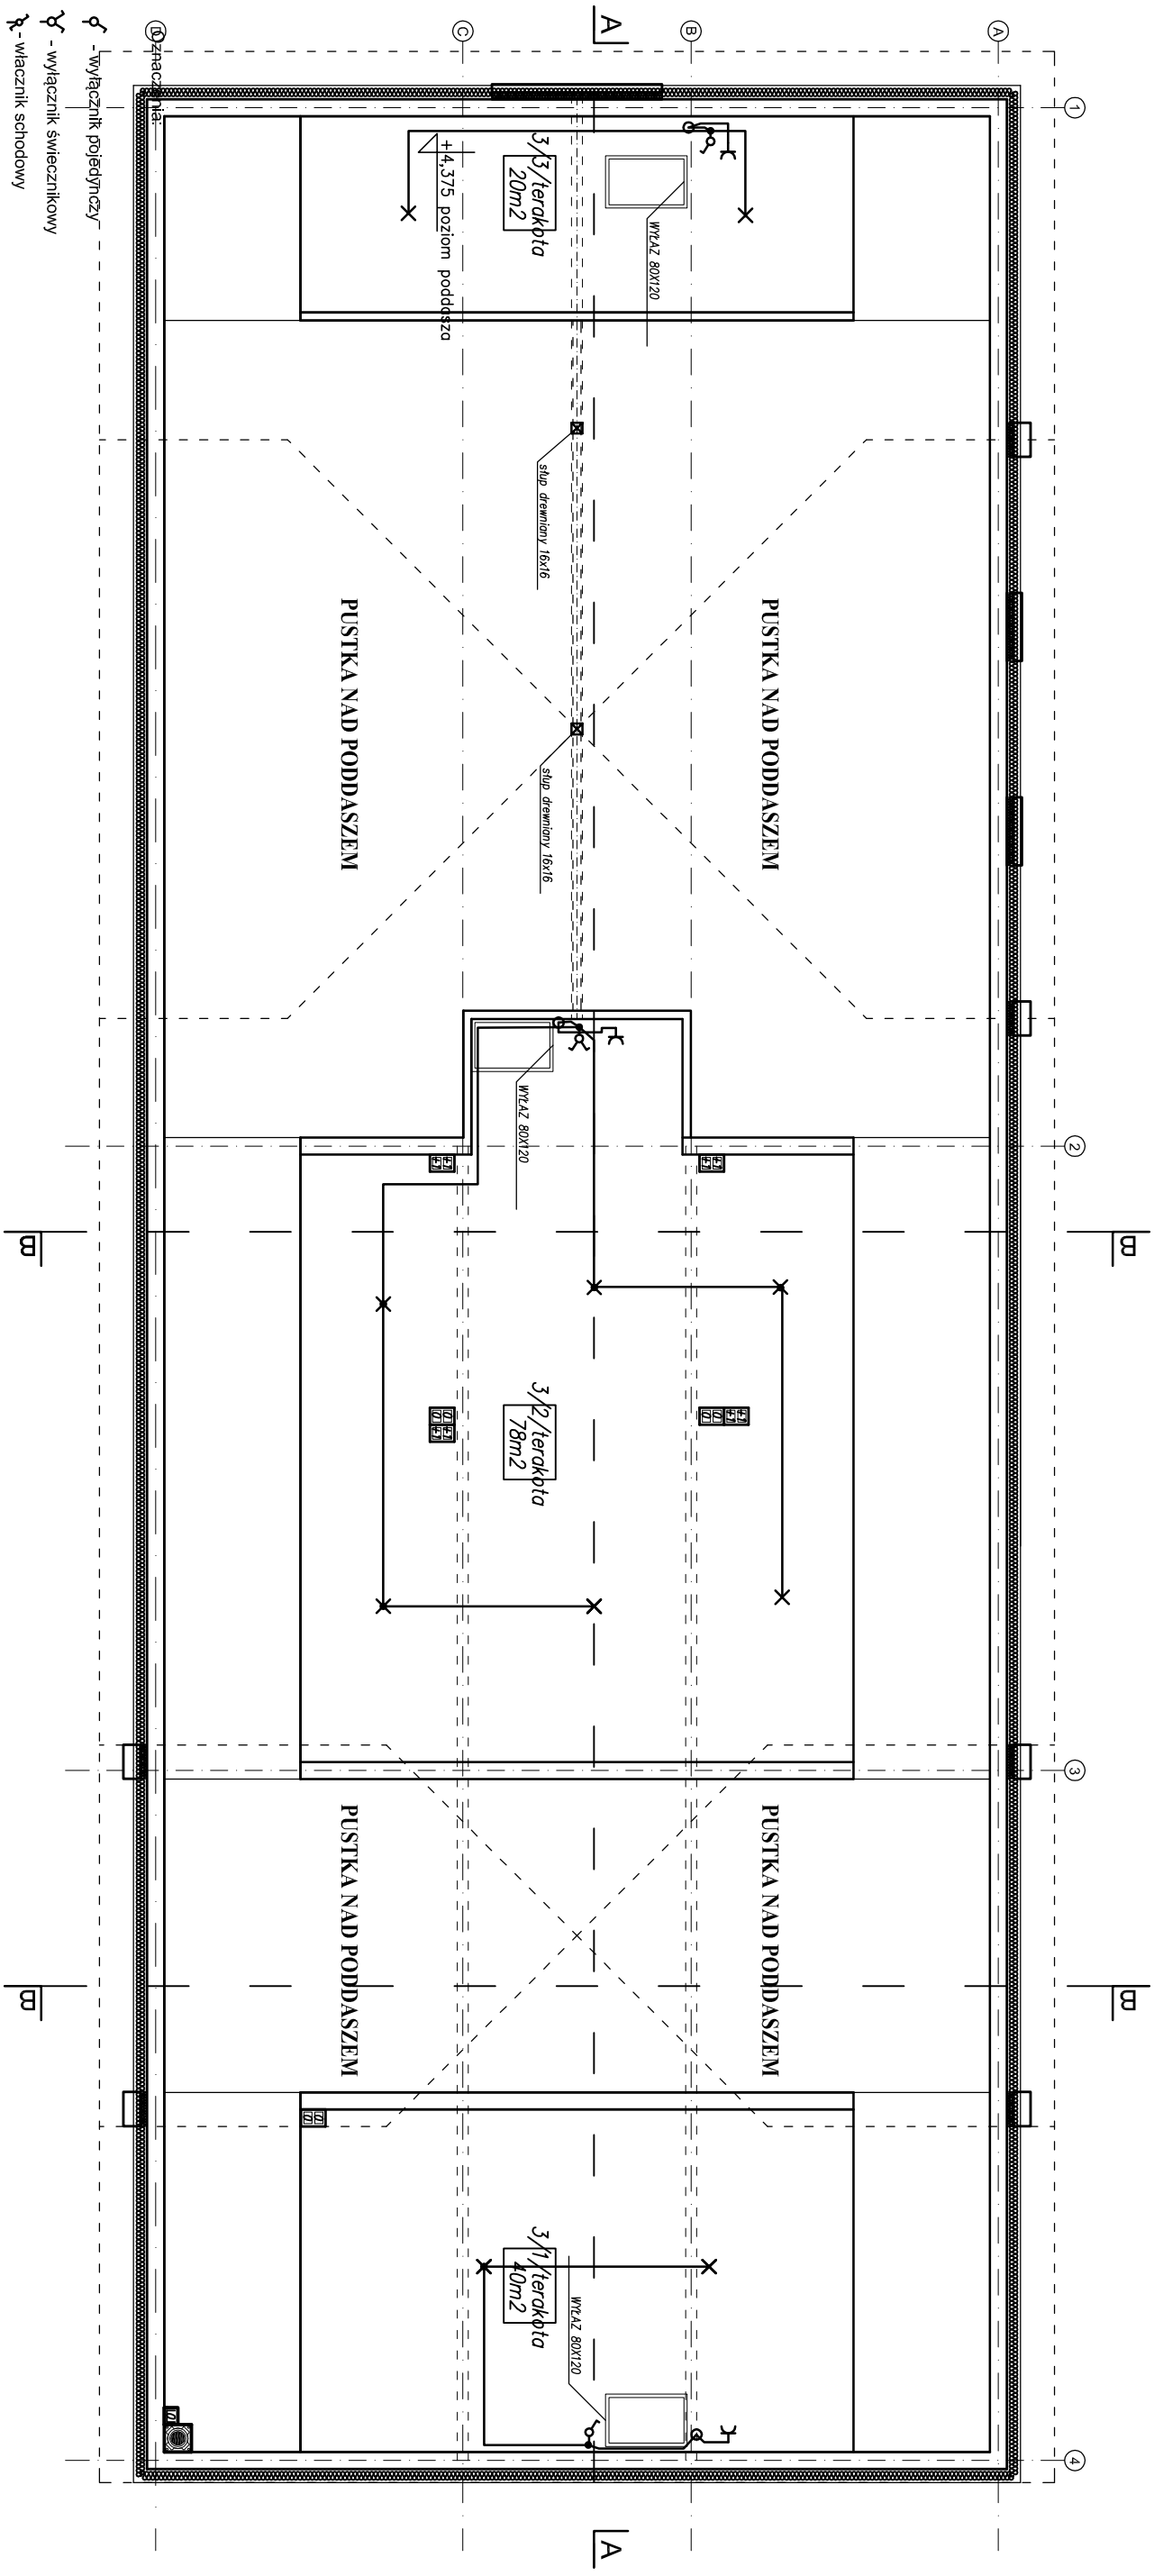 Oznaczenia:
- wyłącznik pojedynczy
- wyłącznik świecznikowy
- włacznik schodowy
D
C
B
A
A
A
1
2
3
4
B
B
B
B
3/3/terakota
20m2
+4,375 poziom poddasza
WYŁAZ 80X120
słup drewniany 16x16
słup drewniany 16x16
PUSTKA NAD PODDASZEM
PUSTKA NAD PODDASZEM
WYŁAZ 80X120
3/2/terakota
78m2
PUSTKA NAD PODDASZEM
PUSTKA NAD PODDASZEM
3/1/terakota
40m2
WYŁAZ 80X120